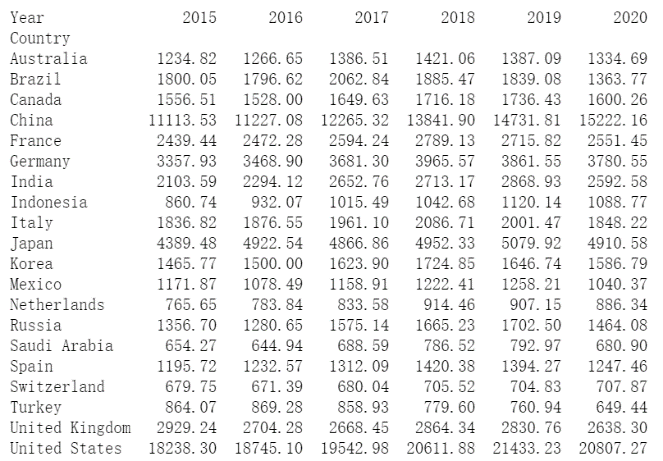 Year 2015 2016 2017 2018 2019 2020
Country
Australia 1234.82 1266.65 1386.51 1421.06 1387.09 1334.69
Brazil 1800.05 1796.62 2062.84 1885.47 1839.08 1363.77
Canada 1556.51 1528.00 1649.63 1716.18 1736.43 1600.26
China 11113.53 11227.08 12265.32 13841.90 14731.81 15222.16
France 2439.44 2472.28 2594.24 2789.13 2715.82 2551.45
Germany 3357.93 3468.90 3681.30 3965.57 3861.55 3780.55
India 2103.59 2294.12 2652.76 2713.17 2868.93 2592.58
Indonesia 860.74 932.07 1015.49 1042.68 1120.14 1088.77
Italy 1836.82 1876.55 1961.10 2086.71 2001.47 1848.22
Japan 4389.48 4922.54 4866.86 4952.33 5079.92 4910.58
Korea 1465.77 1500.00 1623.90 1724.85 1646.74 1586.79
Mexico 1171.87 1078.49 1158.91 1222.41 1258.21 1040.37
Netherlands 765.65 783.84 833.58 914.46 907.15 886.34
Russia 1356.70 1280.65 1575.14 1665.23 1702.50 1464.08
Saudi Arabia 654.27 644.94 688.59 786.52 792.97 680.90
Spain 1195.72 1232.57 1312.09 1420.38 1394.27 1247.46
Switzerland 679.75 671.39 680.04 705.52 704.83 707.87
Turkey 864.07 869.28 858.93 779.60 760.94 649.44
United Kingdom 2929.24 2704.28 2668.45 2864.34 2830.76 2638.30
United States 18238.30 18745.10 19542.98 20611.88 21433.23 20807.27